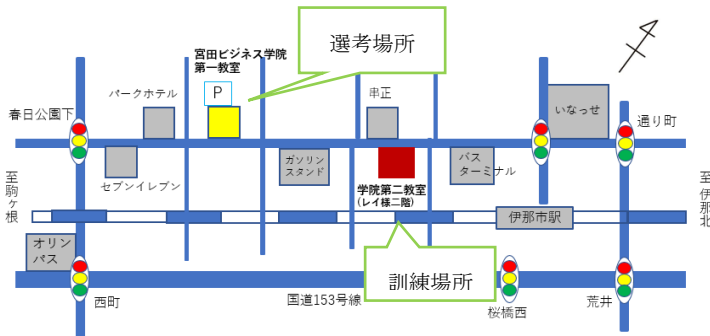 選考場所
宮田ビジネス学院
第一教室
P
パークホテル
串正
いなっせ
春日公園下
通り町
セブンイレブン
ガソリン
スタンド
学院第二教室
(レイ様二階)
バス
ターミナル
至駒ヶ根
至伊那北
伊那市駅
オリン
パス
訓練場所
西町
国道153号線
桜橋西
荒井